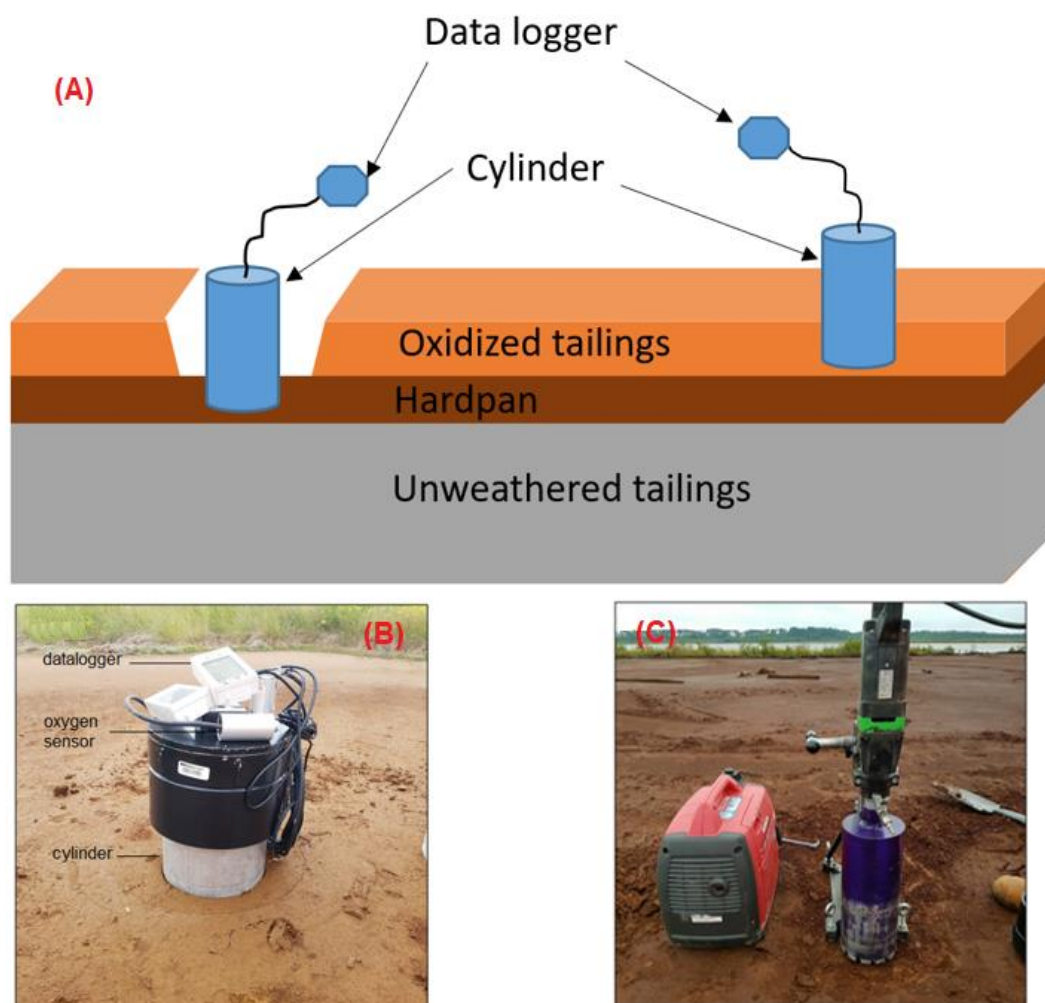 Data logger
(A)
Cylinder
Oxidized tailings
Hardpan
Unweathered tailings
(B)
datalogger
oxygen
sensor
cylinder
(C)